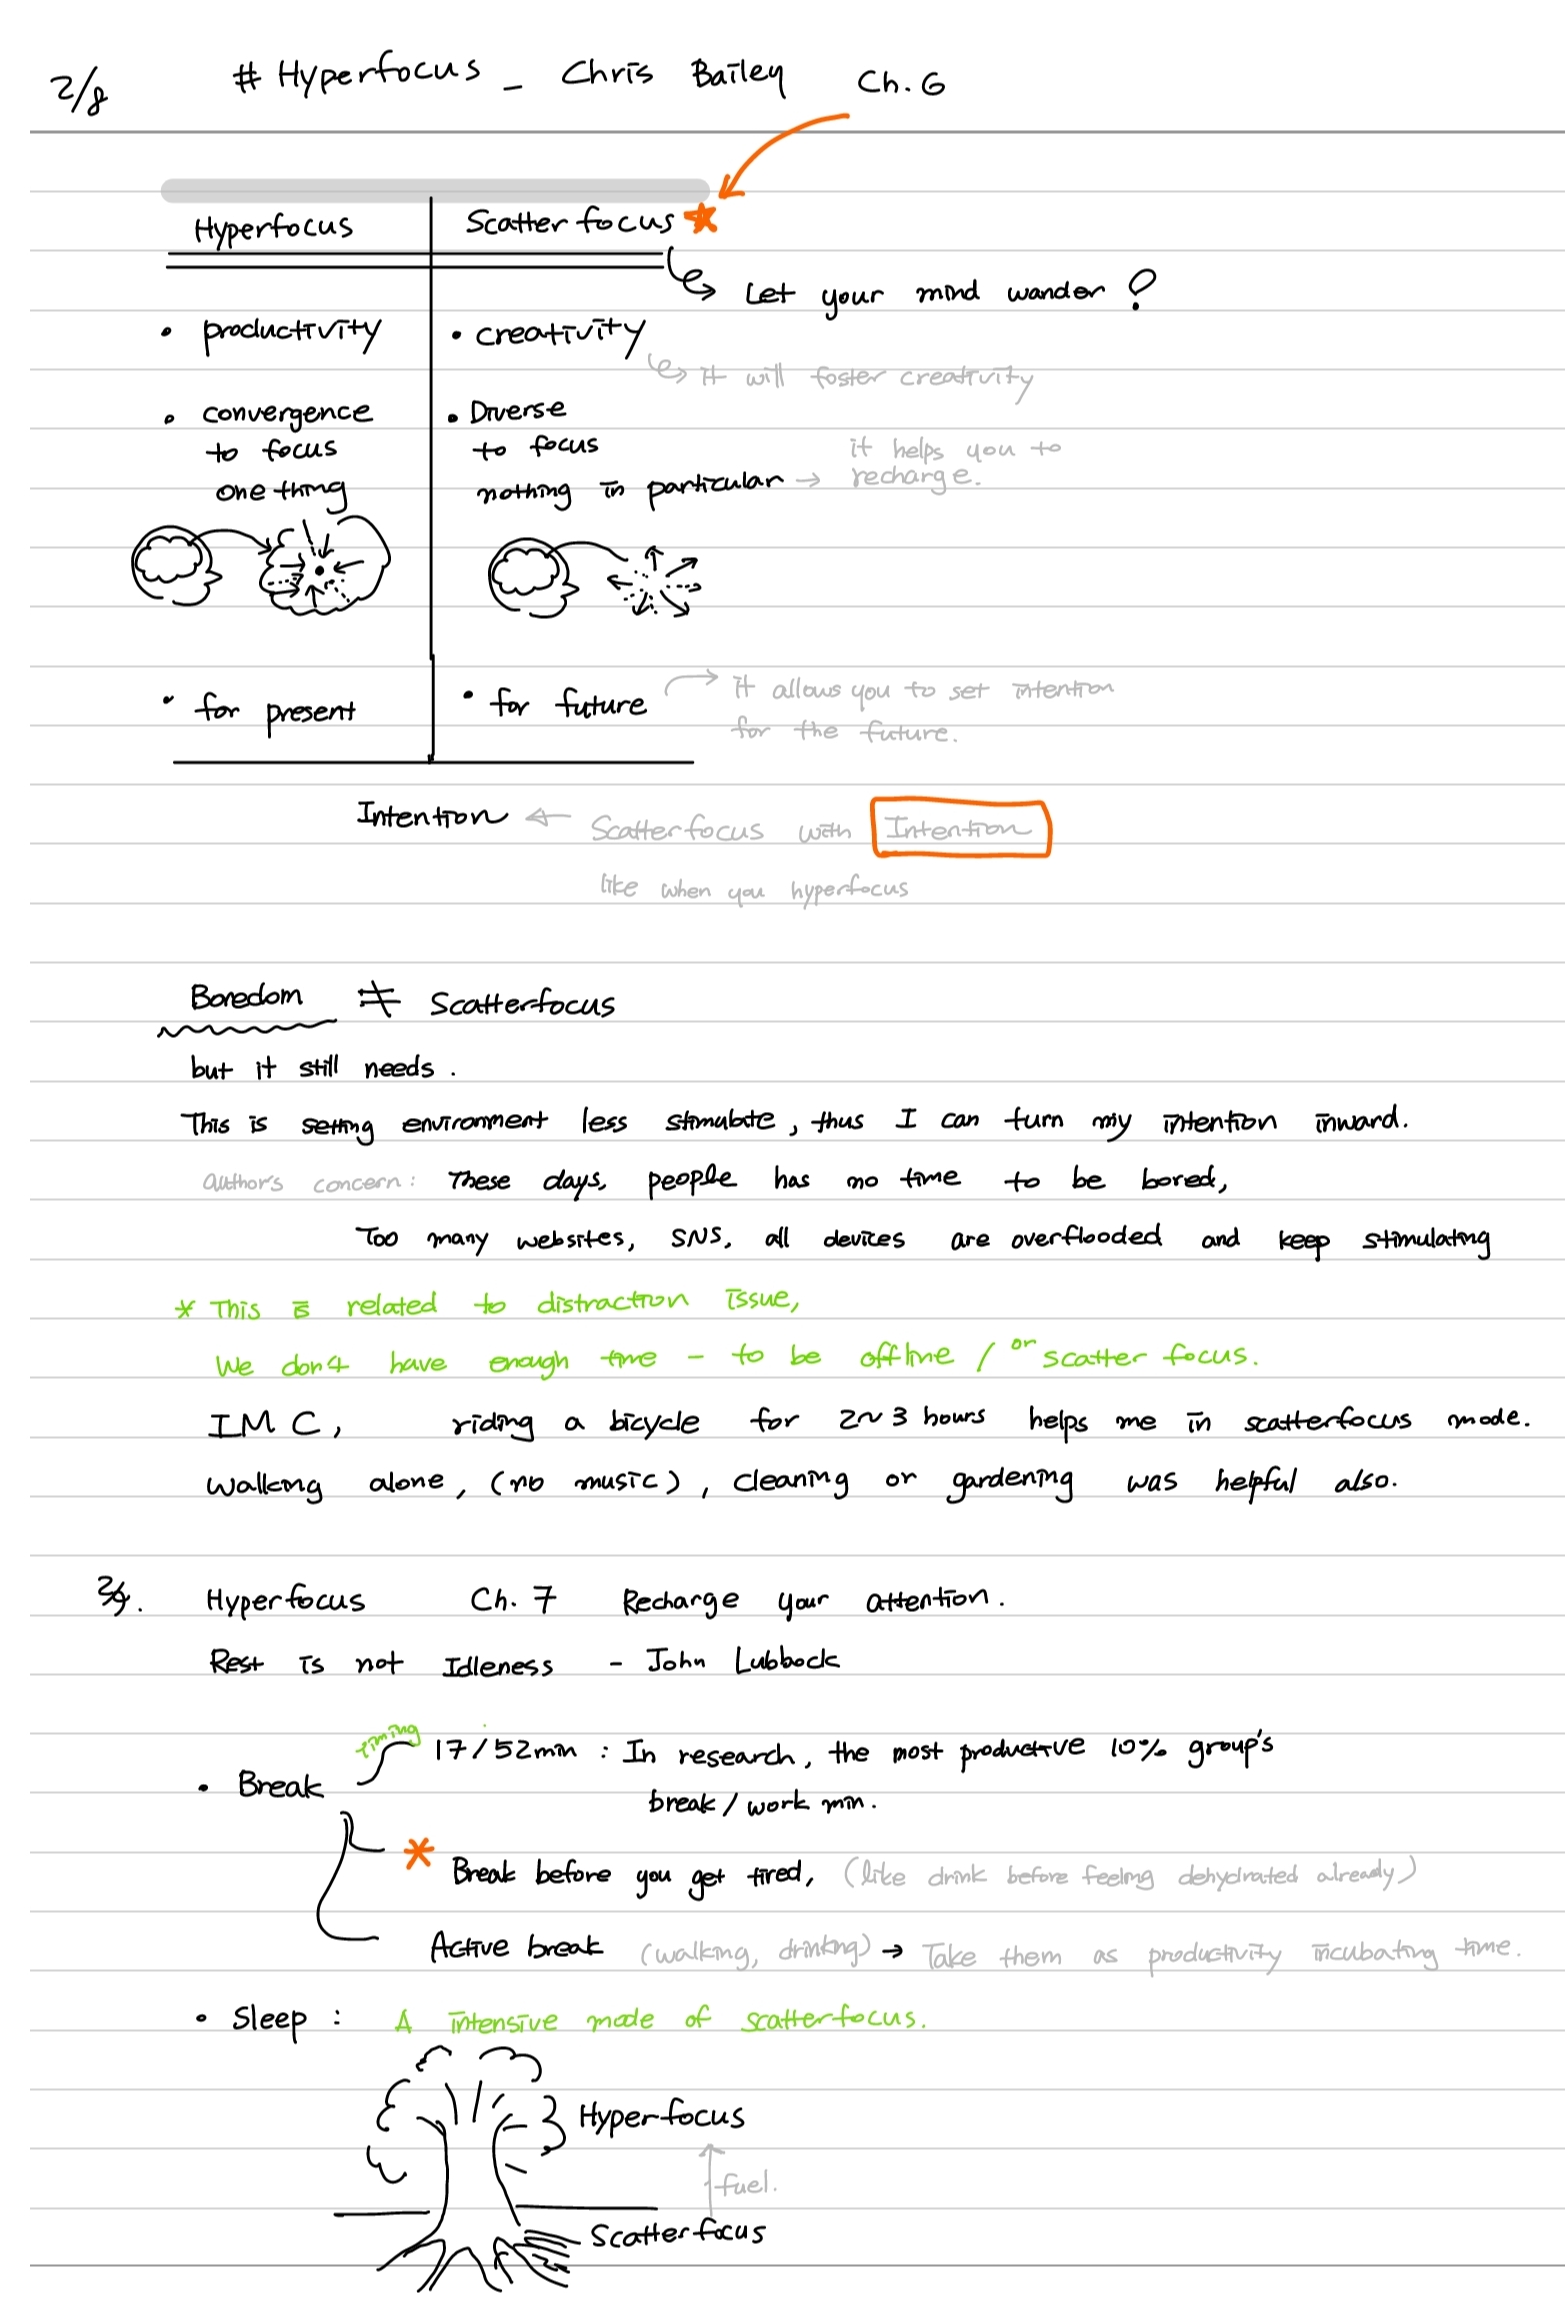 2/8 # Hyperfocus - Chris Bailey Ch.6
Hyperfocus Scatterfocus
Let your mind wander?
• productivity • creativity
it will foster creativity
• convergence • Diverse
to focus to focus
one thing nothing in particular → it helps you to
recharge.
• for present • for future → it allows you to set intention
for the future.
Intention ← Scatterfocus with Intention
like when you hyperfocus
Boredom ≠ Scatterfocus
but it still needs.
This is setting environment less stimulate, thus I can turn my intention inward.
author's concern: These days, people has no time to be bored,
Too many websites, SNS, all devices are overflooded and keep stimulating
* This is related to distraction issue,
We don't have enough time - to be offline / or scatter focus.
IMC, riding a bicycle for 2~3 hours helps me in scatterfocus mode.
Walking alone, (no music), cleaning or gardening was helpful also.
2/9. Hyperfocus Ch. 7 Recharge your attention.
Rest is not Idleness - John Lubbock
timing
17/52min : In research, the most productive 10% group's
• Break
break/work min.
* Break before you get tired, (like drink before feeling dehydrated already)
Active break (walking, drinking) → Take them as productivity incubating time.
• Sleep : A intensive mode of scatterfocus.
Hyperfocus
fuel.
Scatterfocus